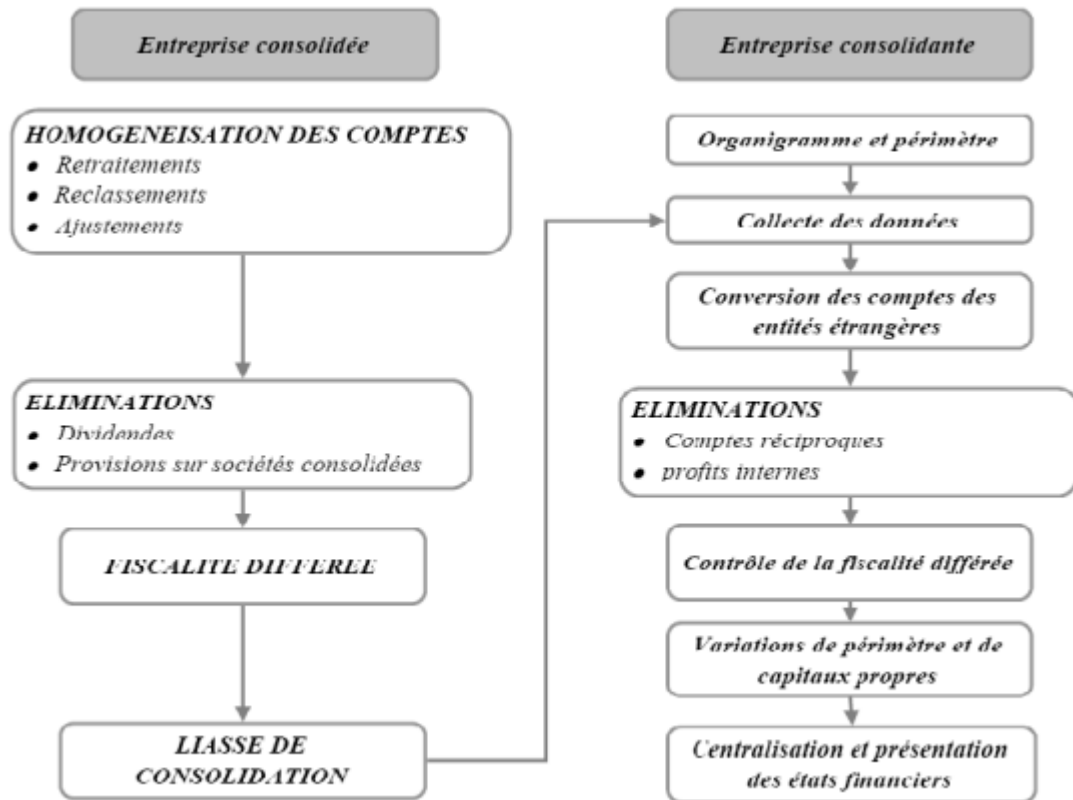 Entreprise consolidée
HOMOGENEISATION DES COMPTES
• Retraitements
• Reclassements
• Ajustements
ELIMINATIONS
• Dividendes
• Provisions sur sociétés consolidées
FISCALITE DIFFEREE
LIASSE DE
CONSOLIDATION
Entreprise consolidante
Organigramme et périmètre
Collecte des données
Conversion des comptes des
entités étrangères
ELIMINATIONS
• Comptes réciproques
• profits internes
Contrôle de la fiscalité différée
Variations de périmètre et de
capitaux propres
Centralisation et présentation
des états financiers